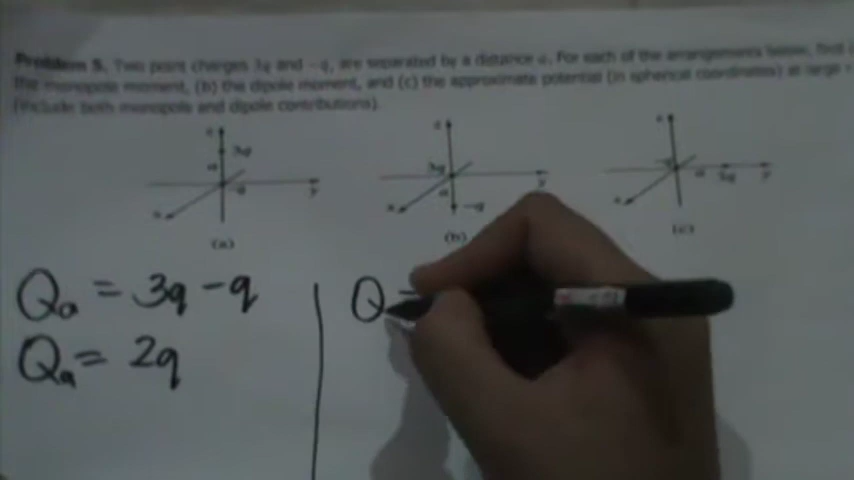 Problem 5. Two point charges 3q and −q, are separated by a distance a. For each of the arrangements below, find
the monopole moment, (b) the dipole moment, and (c) the approximate potential (in spherical coordinates) at large r
(include both monopole and dipole contributions).
z
3q
a
-q
y
x
(a)
z
3q
y
a
x
-q
(b)
z
-q
a
3q
y
x
(c)
Qa = 3q - q
Qa = 2q
Q =